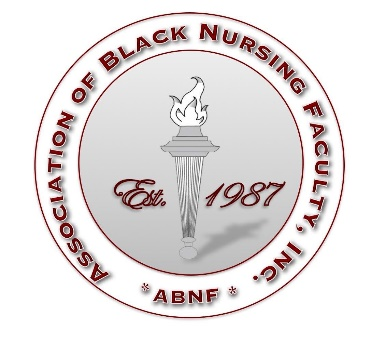 Association of Black Nursing Faculty, Inc.
Est. 1987
* ABNF *